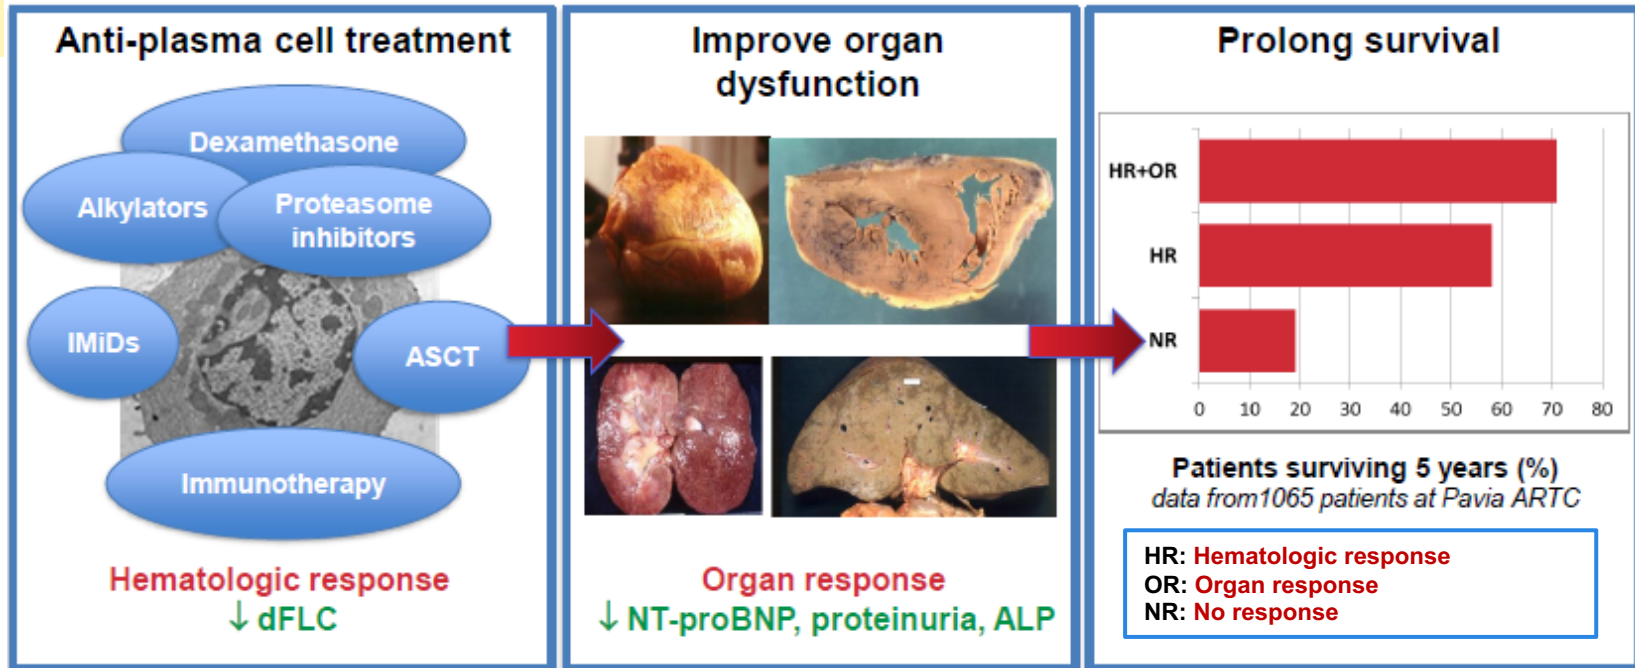 Anti-plasma cell treatment
Dexamethasone
Alkylators
Proteasome
inhibitors
IMiDs
ASCT
Immunotherapy
Hematologic response
↓ dFLC
Improve organ
dysfunction
Organ response
↓ NT-proBNP, proteinuria, ALP
Prolong survival
HR+OR
HR
NR
0 10 20 30 40 50 60 70 80
Patients surviving 5 years (%)
data from1065 patients at Pavia ARTC
HR: Hematologic response
OR: Organ response
NR: No response